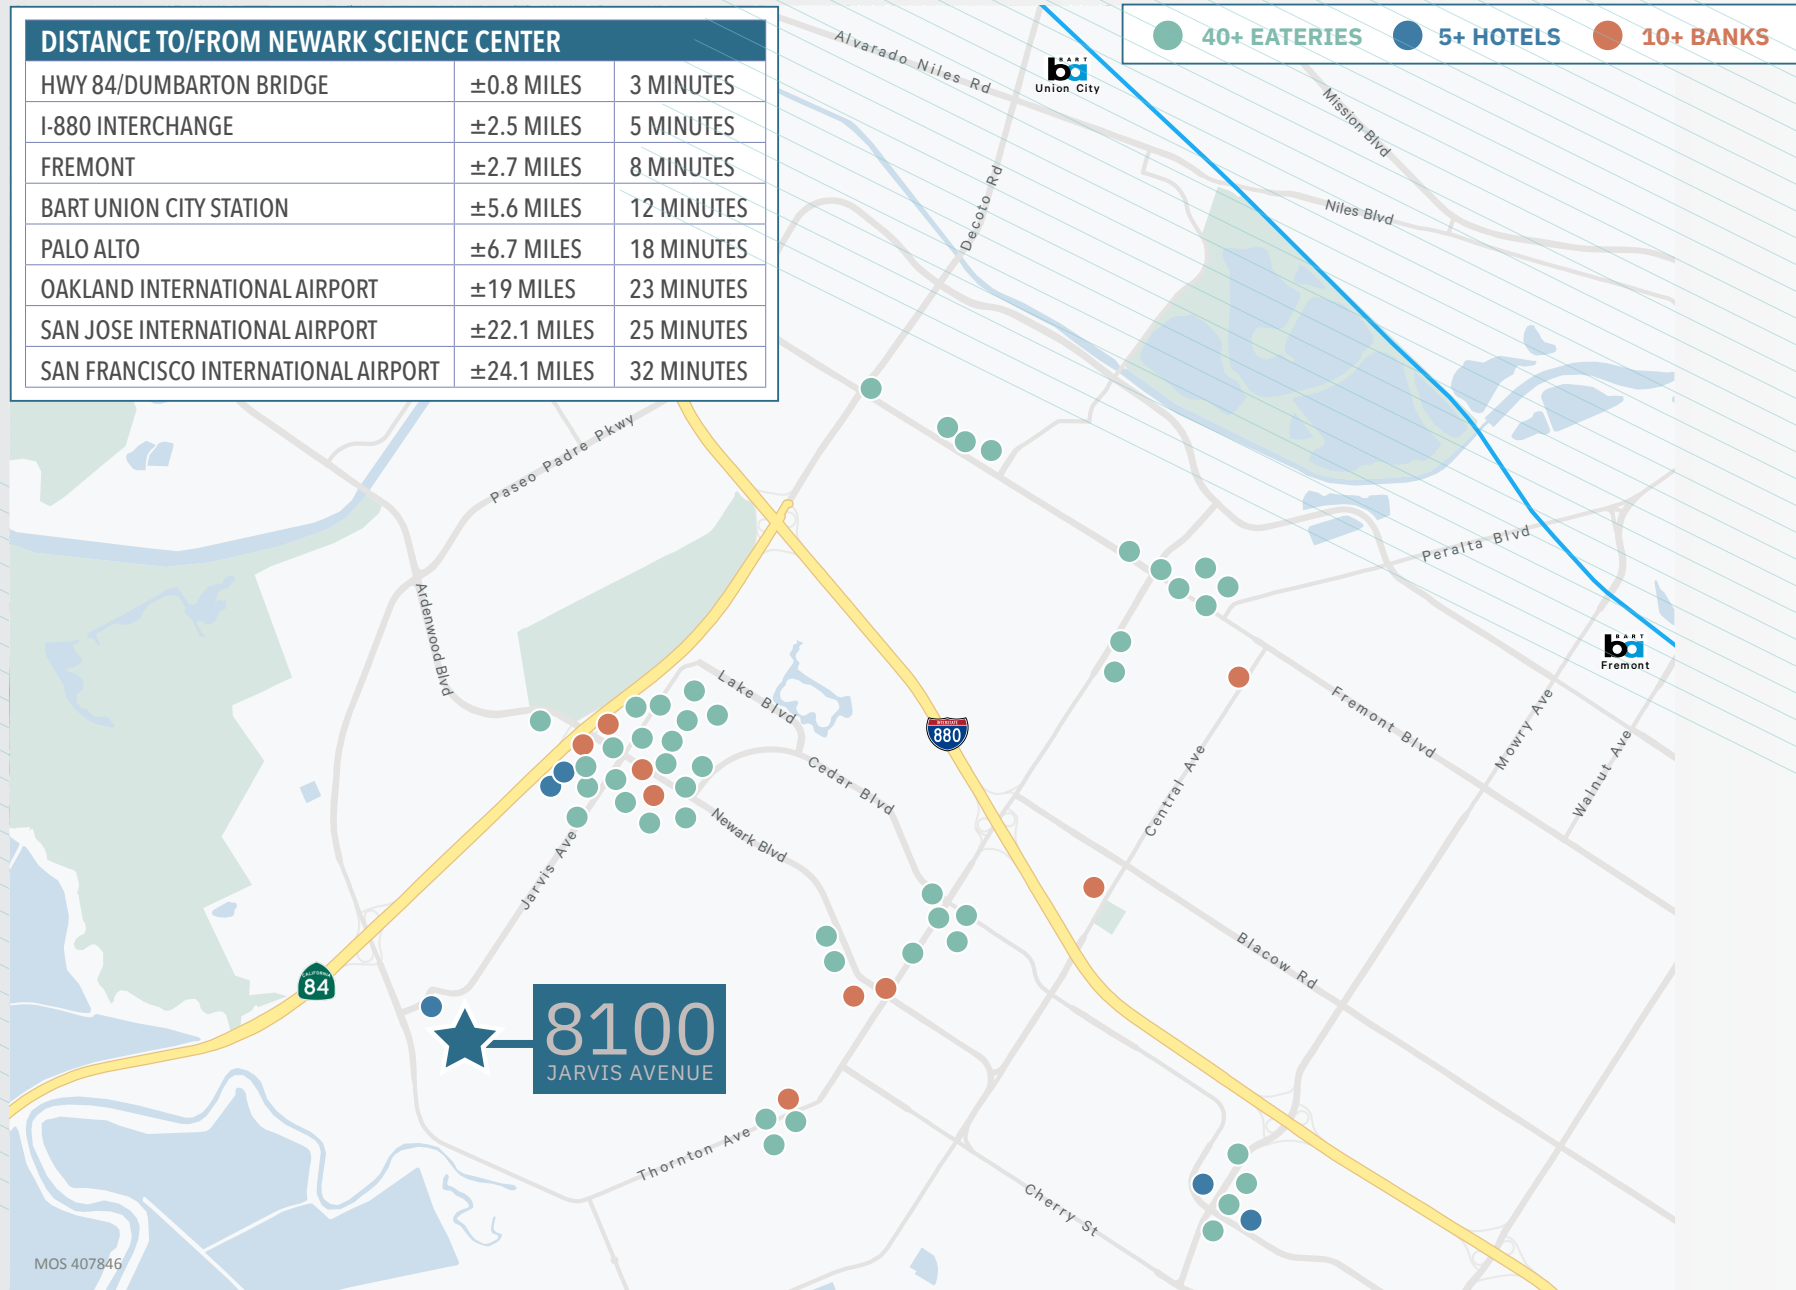 DISTANCE TO/FROM NEWARK SCIENCE CENTER
HWY 84/DUMBARTON BRIDGE ±0.8 MILES 3 MINUTES
I-880 INTERCHANGE ±2.5 MILES 5 MINUTES
FREMONT ±2.7 MILES 8 MINUTES
BART UNION CITY STATION ±5.6 MILES 12 MINUTES
PALO ALTO ±6.7 MILES 18 MINUTES
OAKLAND INTERNATIONAL AIRPORT ±19 MILES 23 MINUTES
SAN JOSE INTERNATIONAL AIRPORT ±22.1 MILES 25 MINUTES
SAN FRANCISCO INTERNATIONAL AIRPORT ±24.1 MILES 32 MINUTES
40+ EATERIES 5+ HOTELS 10+ BANKS
Alvarado Niles Rd
BART
ba
Union City
Mission Blvd
Decoto Rd
Niles Blvd
Paseo Padre Pkwy
Peralta Blvd
Ardenwood Blvd
BART
ba
Fremont
Lake Blvd
INTERSTATE
880
Fremont Blvd
Mowry Ave
Walnut Ave
Central Ave
Cedar Blvd
Newark Blvd
Jarvis Ave
Blacow Rd
CALIFORNIA
84
8100
JARVIS AVENUE
Thornton Ave
Cherry St
MOS 407846